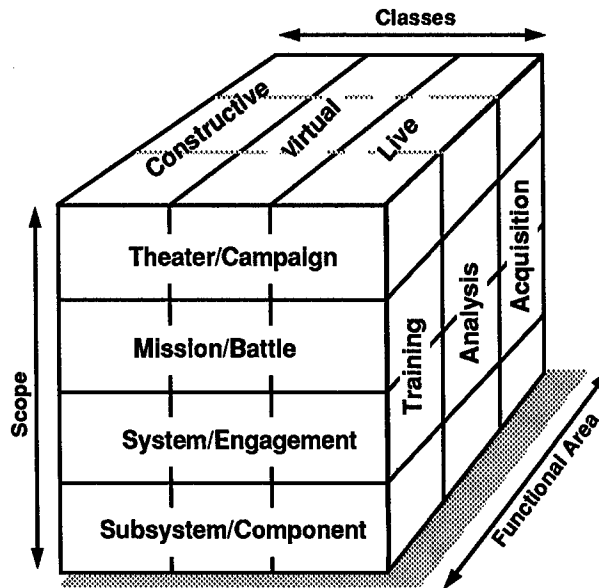 Classes
Constructive
Virtual
Live
Theater/Campaign
Mission/Battle
System/Engagement
Subsystem/Component
Scope
Training
Analysis
Acquisition
Functional Area